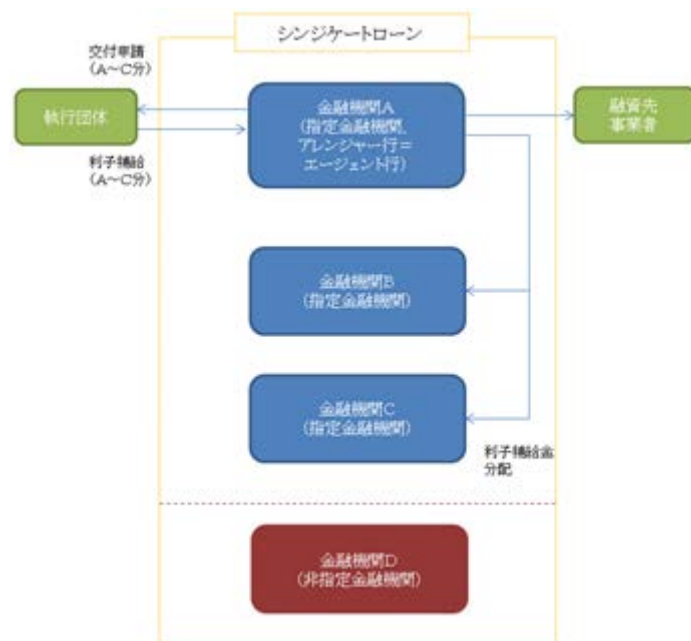 シンジケートローン
交付申請
(A～C分)
執行団体
利子補給
(A～C分)
金融機関A
(指定金融機関、
アレンジャー行＝
エージェント行)
融資先
事業者
金融機関B
(指定金融機関)
金融機関C
(指定金融機関)
利子補給金
分配
金融機関D
(非指定金融機関)